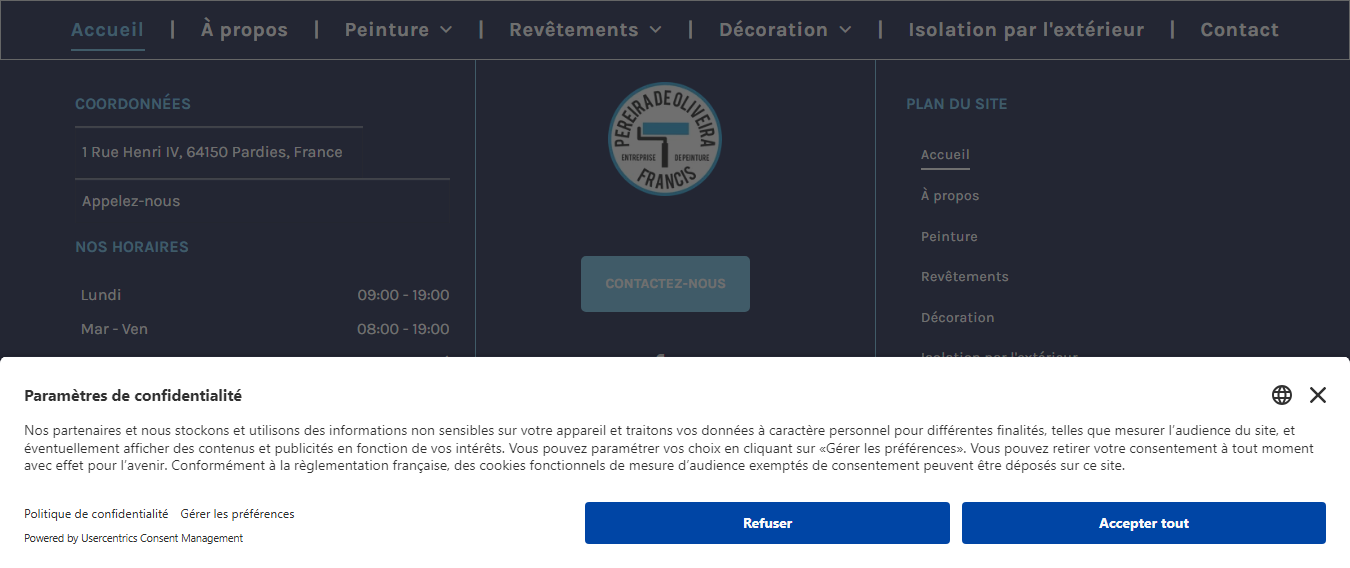 Accueil | À propos | Peinture | Revêtements | Décoration | Isolation par l'extérieur | Contact
COORDONNÉES
1 Rue Henri IV, 64150 Pardies, France
Appelez-nous
NOS HORAIRES
Lundi 09:00 - 19:00
Mar - Ven 08:00 - 19:00
PEREIRA DE OLIVEIRA
ENTREPRISE DE PEINTURE
FRANCIS
CONTACTEZ-NOUS
PLAN DU SITE
Accueil
À propos
Peinture
Revêtements
Décoration
Isolation par l'extérieur
Paramètres de confidentialité
Nos partenaires et nous stockons et utilisons des informations non sensibles sur votre appareil et traitons vos données à caractère personnel pour différentes finalités, telles que mesurer l’audience du site, et
éventuellement afficher des contenus et publicités en fonction de vos intérêts. Vous pouvez paramétrer vos choix en cliquant sur «Gérer les préférences». Vous pouvez retirer votre consentement à tout moment
avec effet pour l’avenir. Conformément à la règlementation française, des cookies fonctionnels de mesure d’audience exemptés de consentement peuvent être déposés sur ce site.
Politique de confidentialité Gérer les préférences
Powered by Usercentrics Consent Management
Refuser
Accepter tout